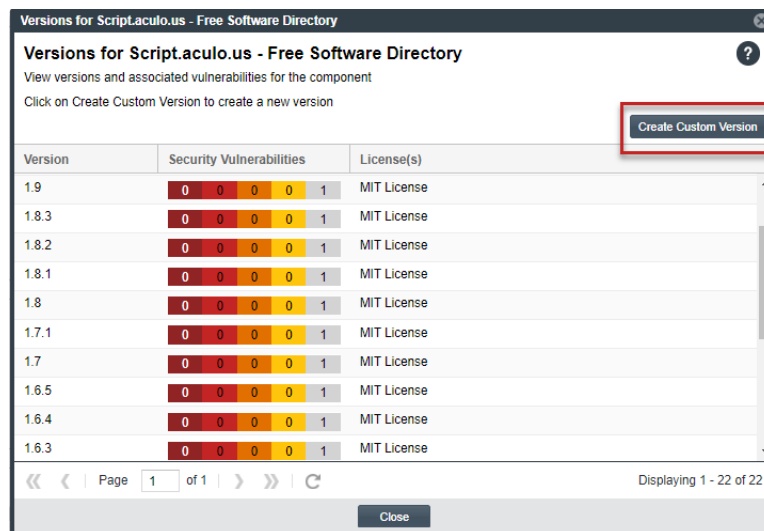 Versions for Script.aculo.us - Free Software Directory
Versions for Script.aculo.us - Free Software Directory
?
View versions and associated vulnerabilities for the component
Click on Create Custom Version to create a new version
Create Custom Version
Version Security Vulnerabilities License(s)
1.9 0 0 0 0 1 MIT License
1.8.3 0 0 0 0 1 MIT License
1.8.2 0 0 0 0 1 MIT License
1.8.1 0 0 0 0 1 MIT License
1.8 0 0 0 0 1 MIT License
1.7.1 0 0 0 0 1 MIT License
1.7 0 0 0 0 1 MIT License
1.6.5 0 0 0 0 1 MIT License
1.6.4 0 0 0 0 1 MIT License
1.6.3 0 0 0 0 1 MIT License
Page 1 of 1 Displaying 1 - 22 of 22
Close